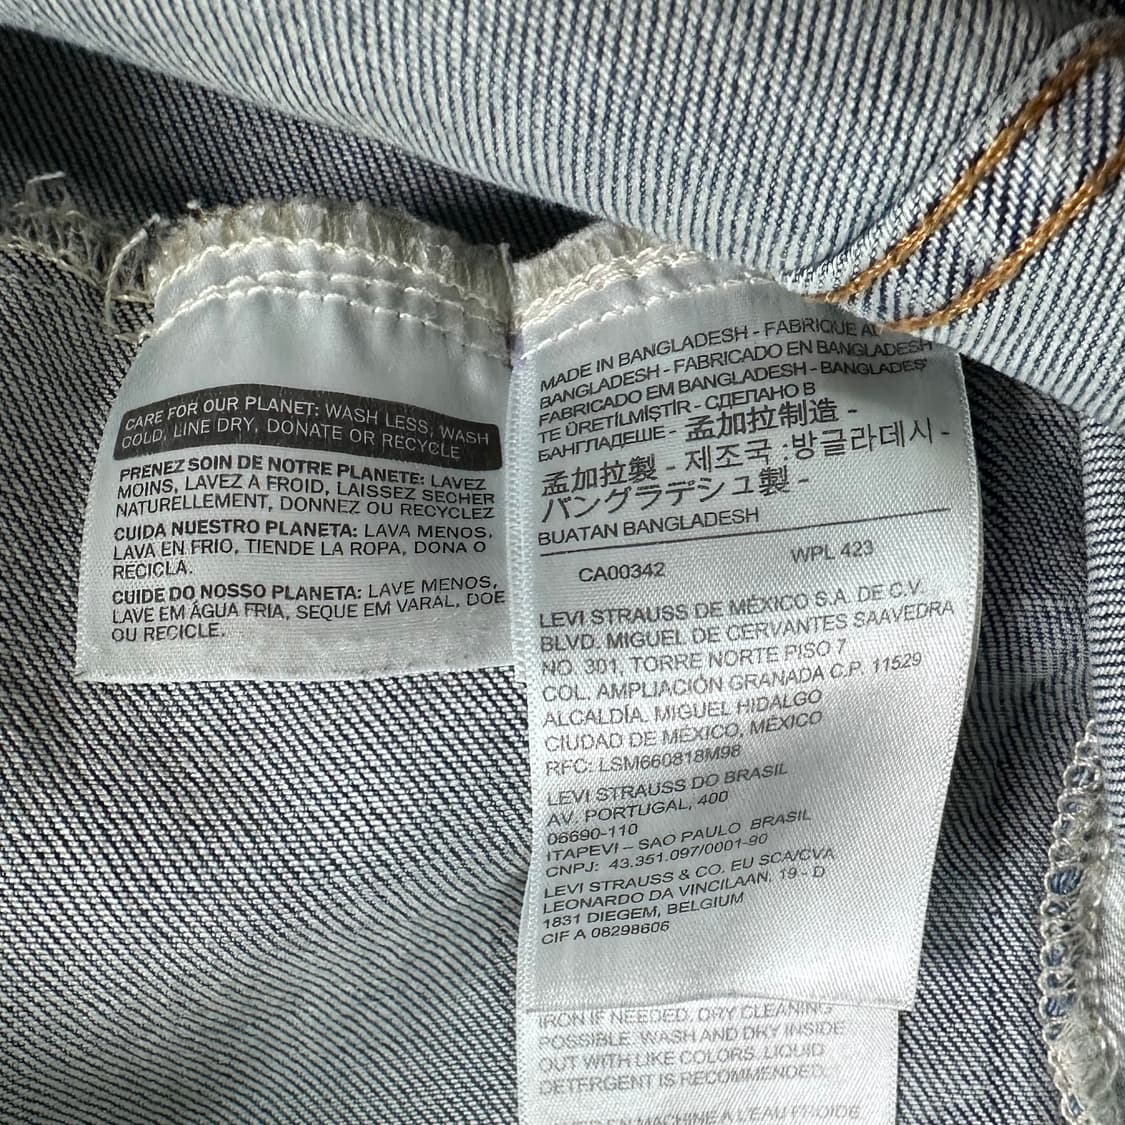 CARE FOR OUR PLANET: WASH LESS, WASH
COLD, LINE DRY, DONATE OR RECYCLE
PRENEZ SOIN DE NOTRE PLANETE: LAVEZ
MOINS, LAVEZ A FROID, LAISSEZ SECHER
NATURELLEMENT, DONNEZ OU RECYCLEZ
CUIDA NUESTRO PLANETA: LAVA MENOS,
LAVA EN FRIO, TIENDE LA ROPA, DONA O
RECICLA.
CUIDE DO NOSSO PLANETA: LAVE MENOS,
LAVE EM ÁGUA FRIA, SEQUE EM VARAL, DOE
OU RECICLE.
MADE IN BANGLADESH - FABRIQUE AU
BANGLADESH - FABRICADO EN BANGLADESH
FABRICADO EM BANGLADESH - BANGLADEŞ'
TE ÜRETİLMİŞTİR - СДЕЛАНО В
БАНГЛАДЕШЕ - 孟加拉制造 -
孟加拉製 - 제조국 :방글라데시 -
バングラデシュ製 -
BUATAN BANGLADESH
CA00342 WPL 423
LEVI STRAUSS DE MÉXICO S.A. DE C.V.
BLVD. MIGUEL DE CERVANTES SAAVEDRA
NO. 301, TORRE NORTE PISO 7
COL. AMPLIACIÓN GRANADA C.P. 11529
ALCALDÍA. MIGUEL HIDALGO
CIUDAD DE MÉXICO, MÉXICO
RFC: LSM660818M98
LEVI STRAUSS DO BRASIL
AV. PORTUGAL, 400
06690-110
ITAPEVI – SAO PAULO BRASIL
CNPJ: 43.351.097/0001-90
LEVI STRAUSS & CO. EU SCA/CVA
LEONARDO DA VINCILAAN, 19 - D
1831 DIEGEM, BELGIUM
CIF A 08298606
IRON IF NEEDED. DRY CLEANING
POSSIBLE. WASH AND DRY INSIDE
OUT WITH LIKE COLORS. LIQUID
DETERGENT IS RECOMMENDED.
EN MACHINE A L'EAU FROIDE